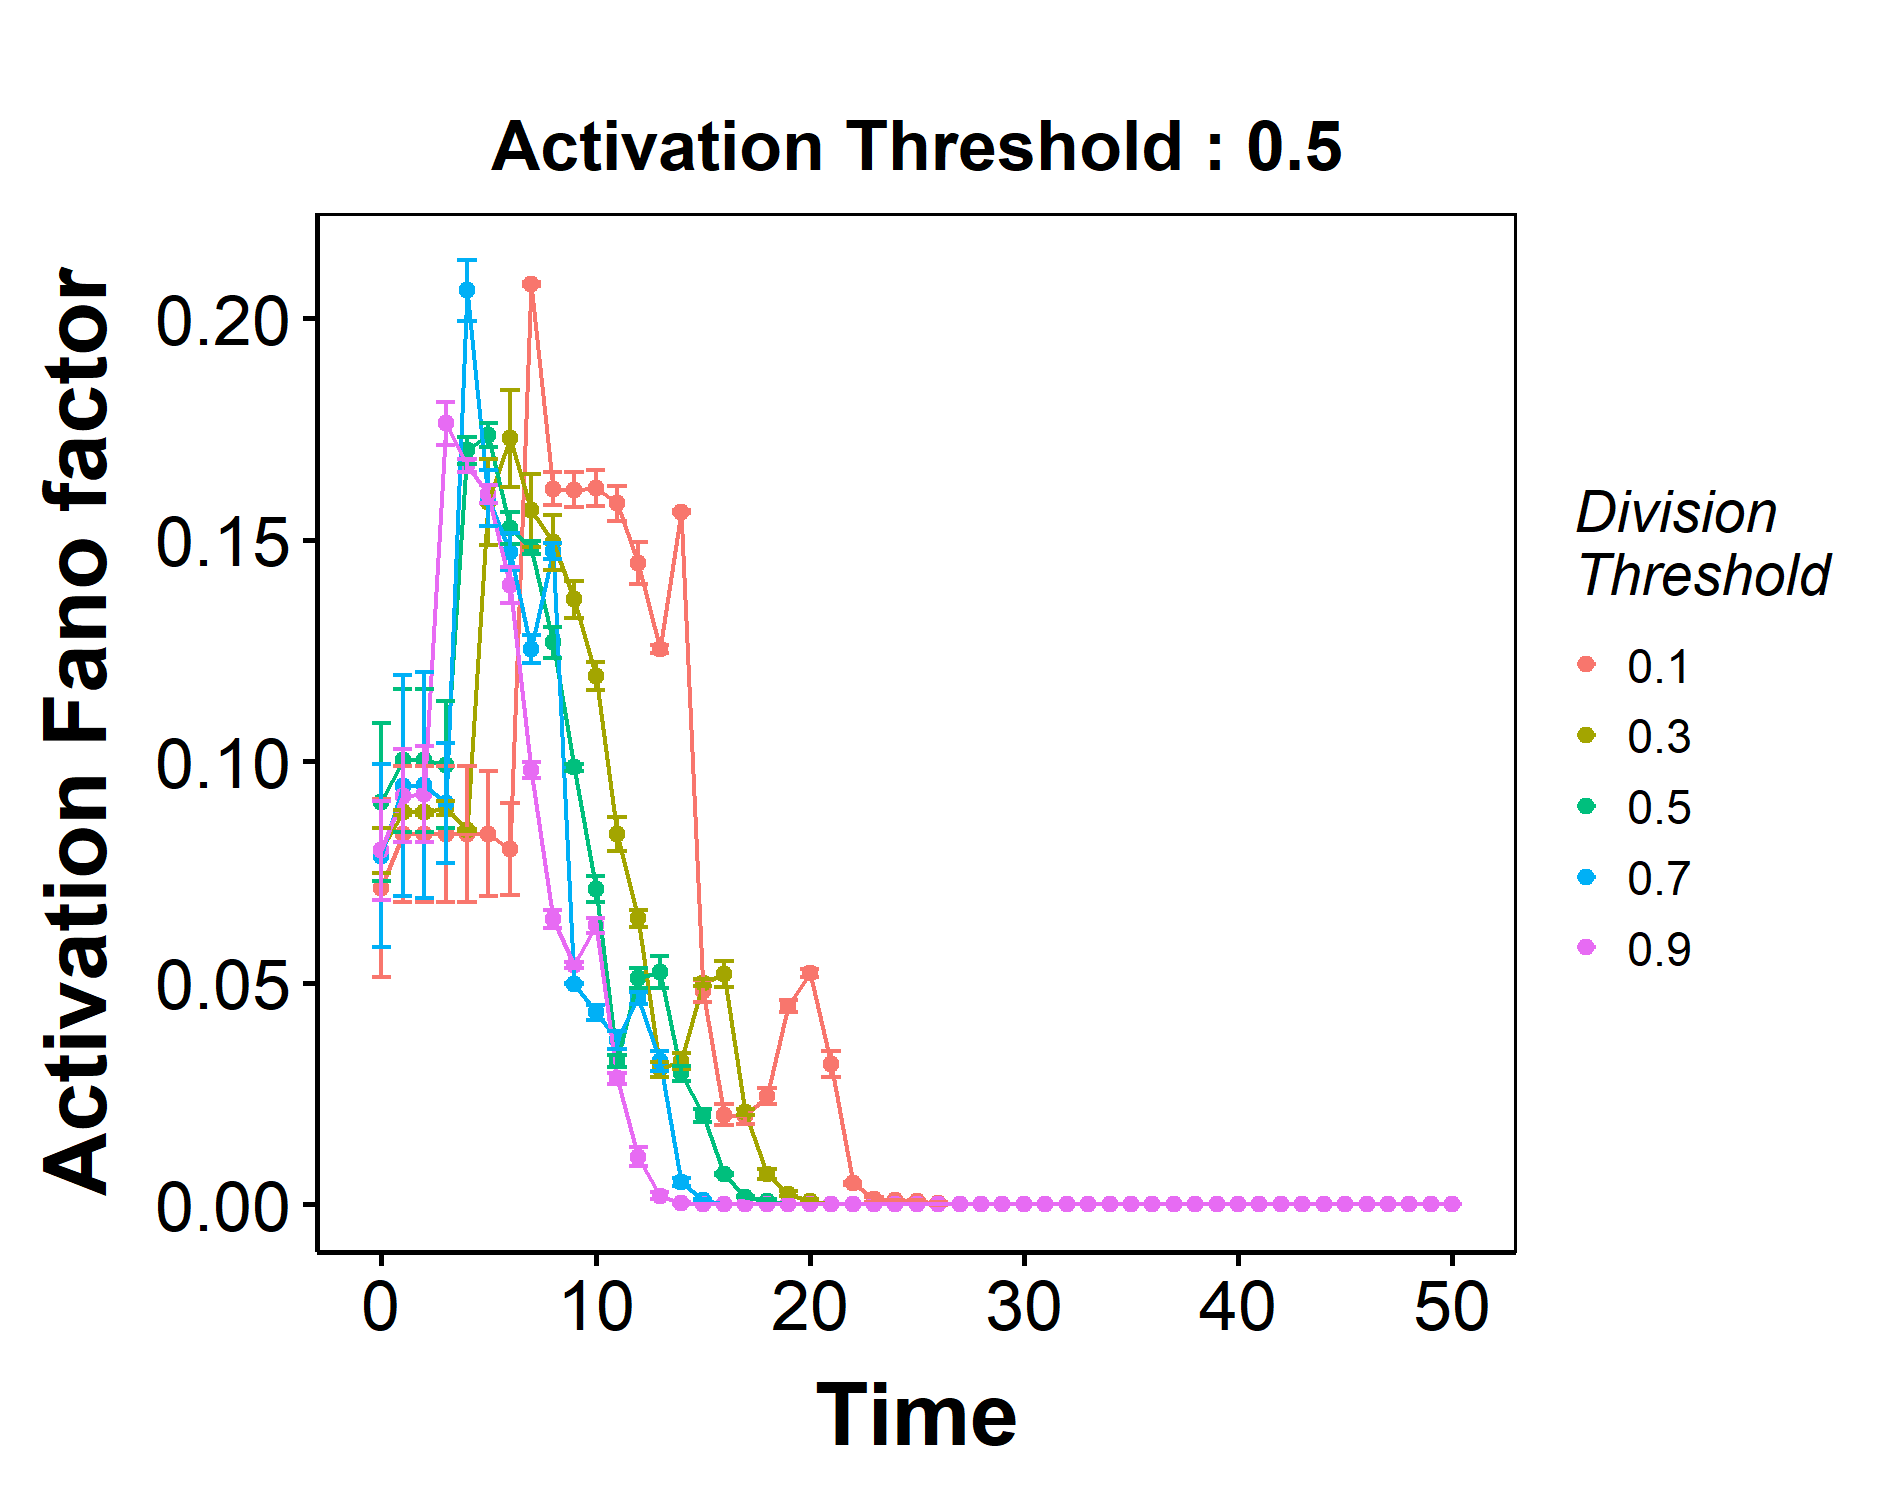 Activation Threshold : 0.5
Activation Fano factor
0.20
0.15
0.10
0.05
0.00
0 10 20 30 40 50
Time
Division
Threshold
0.1
0.3
0.5
0.7
0.9